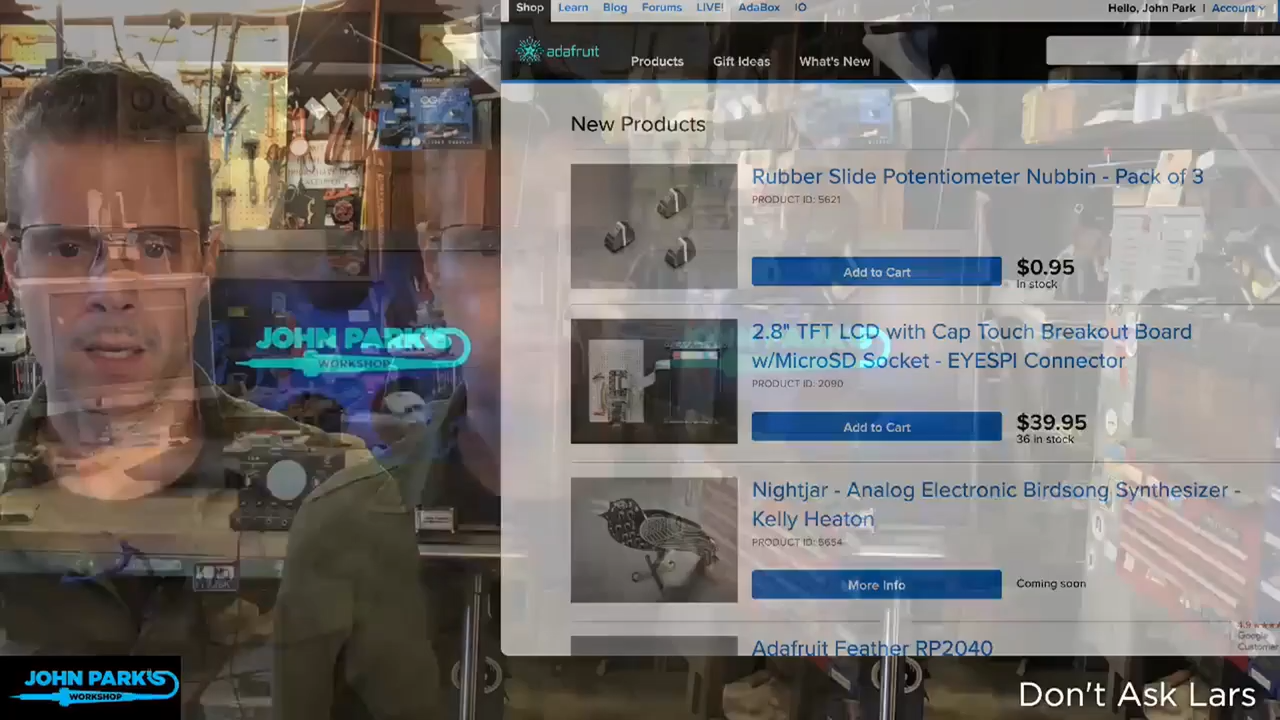 Shop Learn Blog Forums LIVE! AdaBox IO
Hello, John Park | Account
adafruit
Products Gift Ideas What's New
New Products
Rubber Slide Potentiometer Nubbin - Pack of 3
PRODUCT ID: 5621
Add to Cart
$0.95
In stock
2.8" TFT LCD with Cap Touch Breakout Board
w/MicroSD Socket - EYESPI Connector
PRODUCT ID: 2090
Add to Cart
$39.95
36 in stock
Nightjar - Analog Electronic Birdsong Synthesizer -
Kelly Heaton
PRODUCT ID: 5654
More Info
Coming soon
Adafruit Feather RP2040
4.9
Google
Customer
JOHN PARK'S
WORKSHOP
JOHN PARK'S
WORKSHOP
Don't Ask Lars